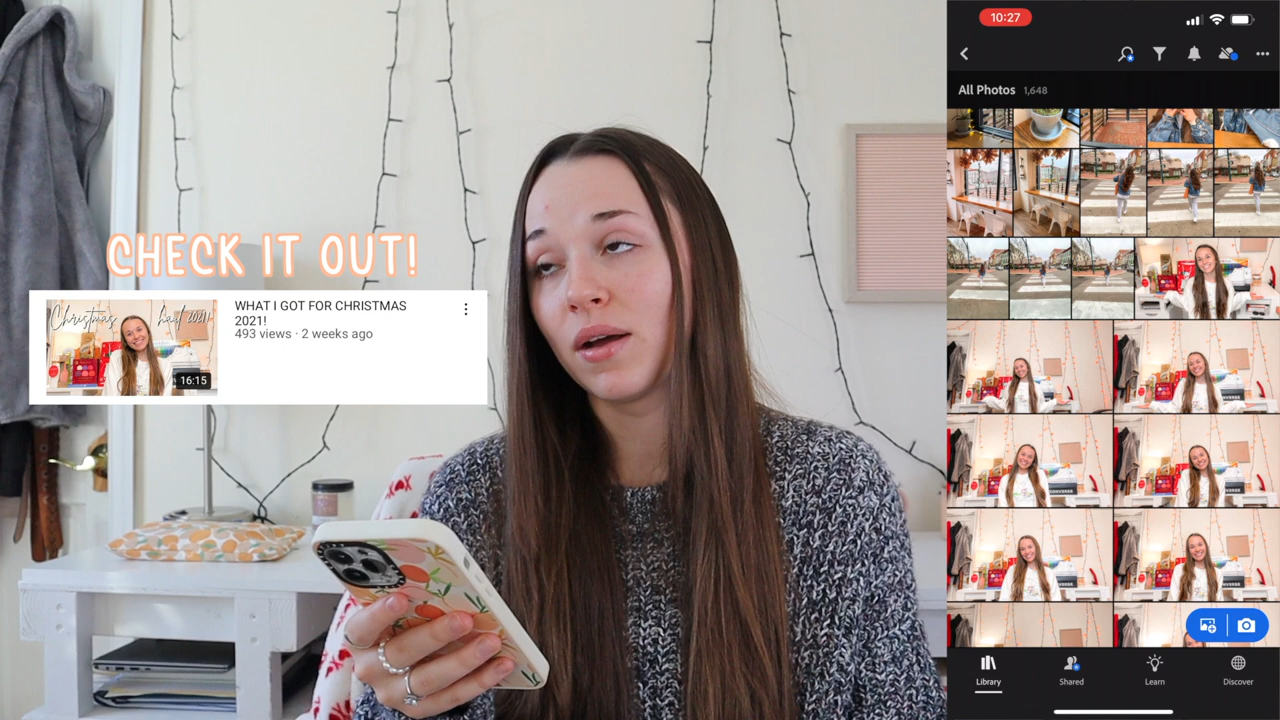 CHECK IT OUT!
Christmas haul 2021!
16:15
WHAT I GOT FOR CHRISTMAS
2021!
493 views · 2 weeks ago
10:27
All Photos 1,648
CONVERSE
Library
Shared
Learn
Discover